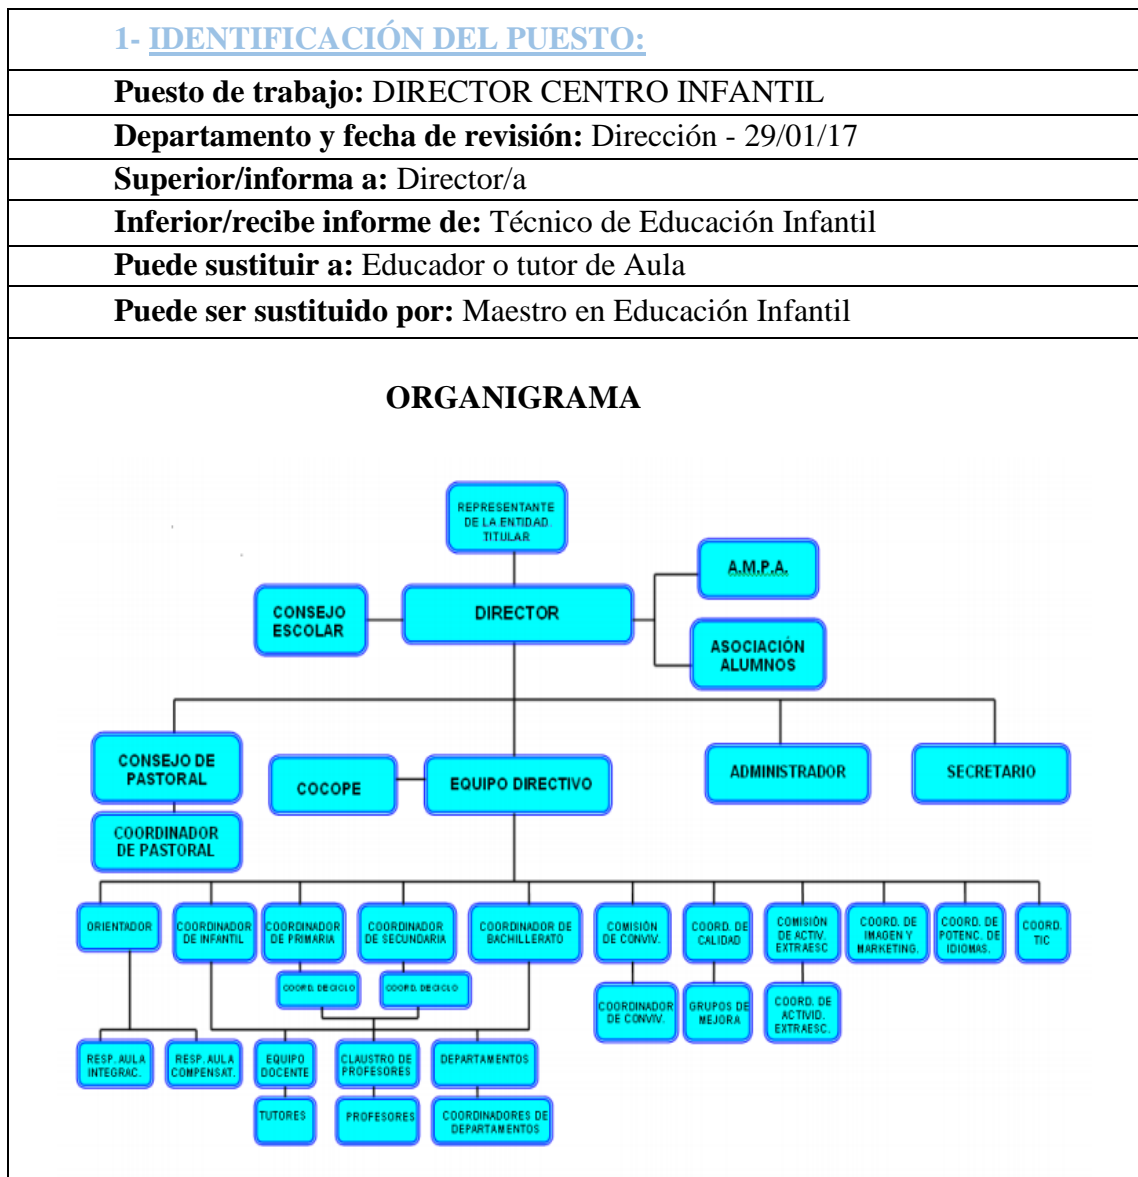 1- IDENTIFICACIÓN DEL PUESTO:
Puesto de trabajo: DIRECTOR CENTRO INFANTIL
Departamento y fecha de revisión: Dirección - 29/01/17
Superior/informa a: Director/a
Inferior/recibe informe de: Técnico de Educación Infantil
Puede sustituir a: Educador o tutor de Aula
Puede ser sustituido por: Maestro en Educación Infantil
ORGANIGRAMA
REPRESENTANTE
DE LA ENTIDAD.
TITULAR
A.M.P.A.
CONSEJO
ESCOLAR
DIRECTOR
ASOCIACIÓN
ALUMNOS
CONSEJO DE
PASTORAL
COCOPE
EQUIPO DIRECTIVO
ADMINISTRADOR
SECRETARIO
COORDINADOR
DE PASTORAL
ORIENTADOR
COORDINADOR
DE INFANTIL
COORDINADOR
DE PRIMARIA
COORDINADOR
DE SECUNDARIA
COORDINADOR DE
BACHILLERATO
COMISIÓN
DE CONVIV.
COORD. DE
CALIDAD
COMISIÓN
DE ACTIV.
EXTRAESC
COORD. DE
IMAGEN Y
MARKETING.
COORD. DE
POTENC. DE
IDIOMAS.
COORD.
TIC
COORD. DE CICLO
COORD. DE CICLO
COORDINADOR
DE CONVIV.
GRUPOS DE
MEJORA
COORD. DE
ACTIVID.
EXTRAESC.
RESP. AULA
INTEGRAC.
RESP. AULA
COMPENSAT.
EQUIPO
DOCENTE
CLAUSTRO DE
PROFESORES
DEPARTAMENTOS
TUTORES
PROFESORES
COORDINADORES DE
DEPARTAMENTOS